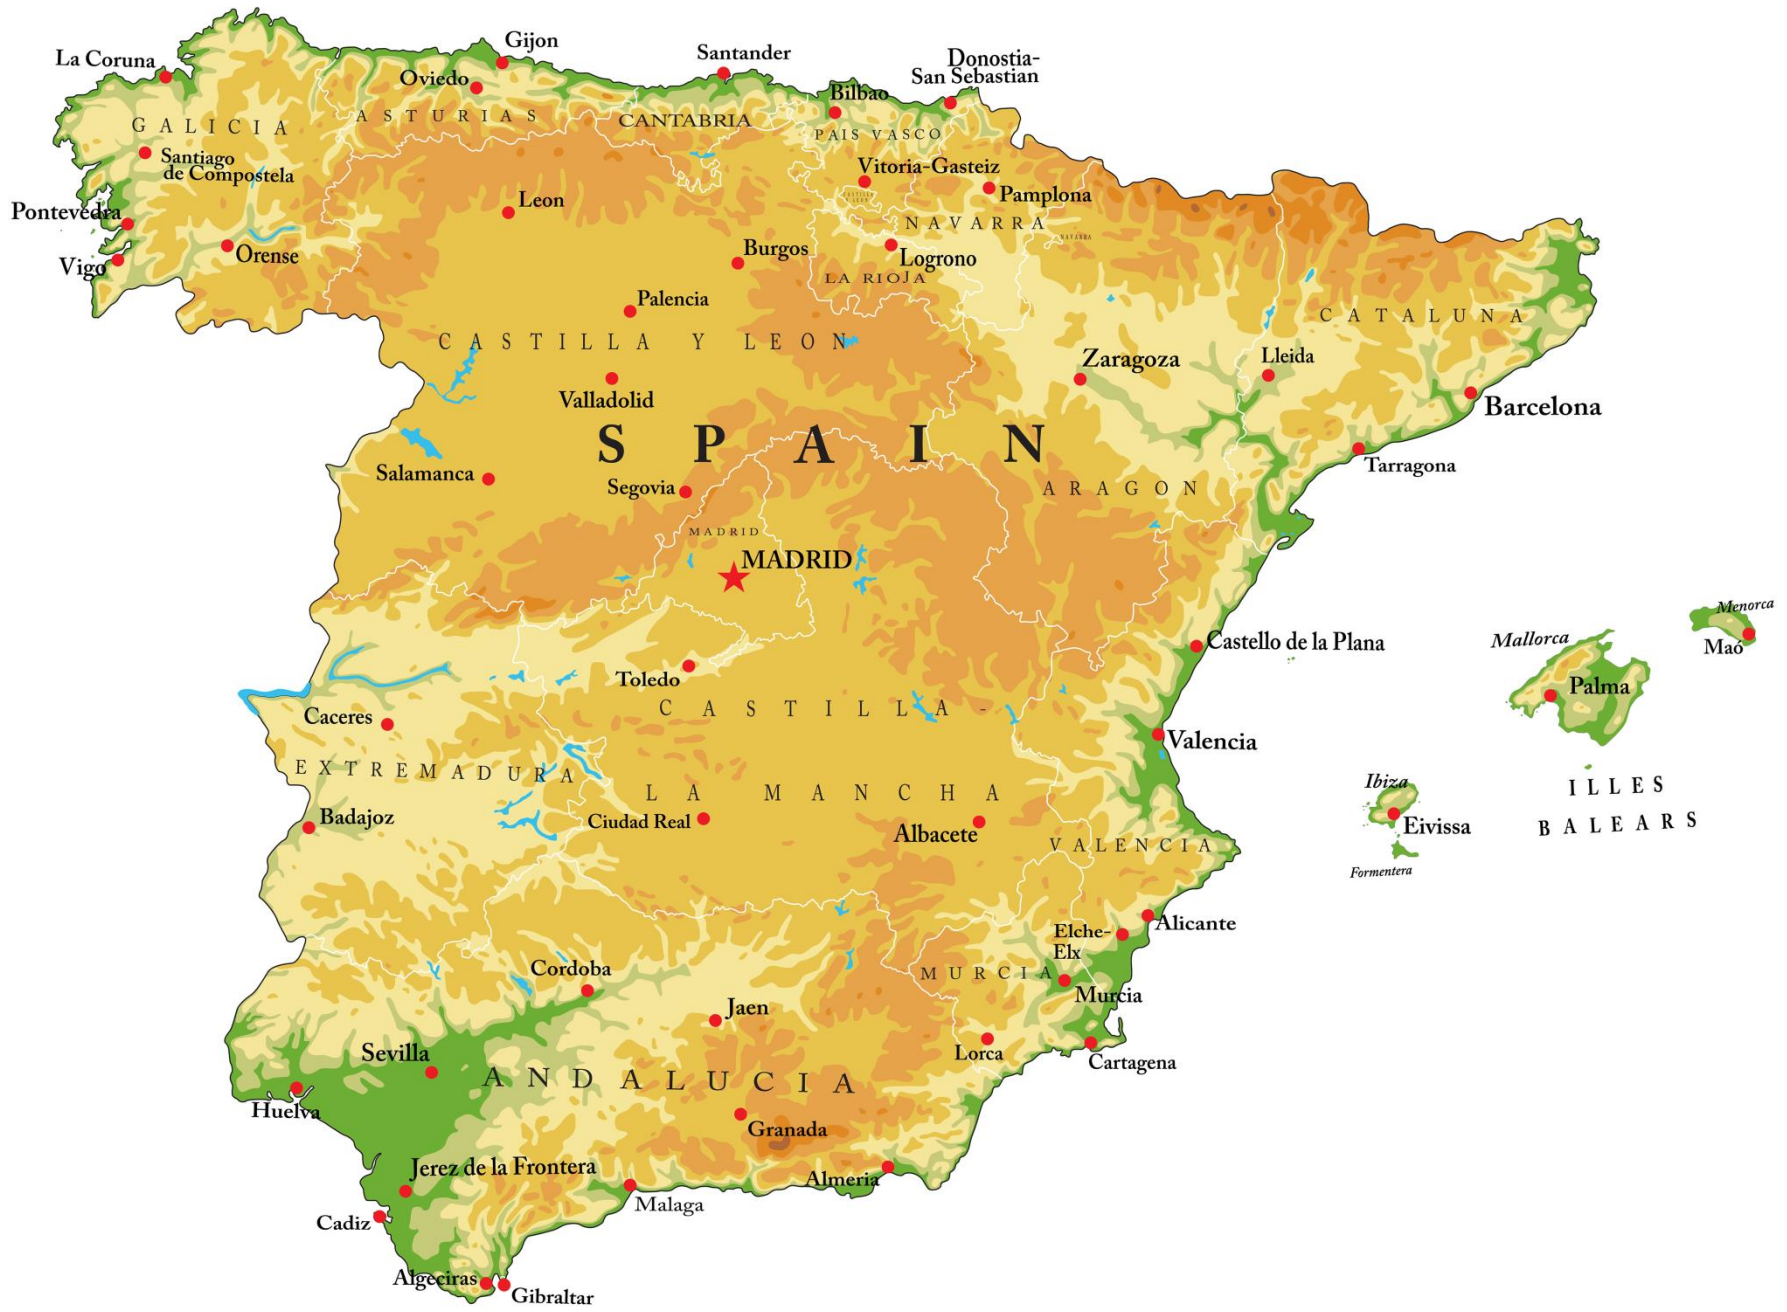 Gijon
La Coruna
Santander
Donostia-
San Sebastian
Oviedo
Bilbao
ASTURIAS
CANTABRIA
GALICIA
PAIS VASCO
Santiago
de Compostela
Vitoria-Gasteiz
Pamplona
CASTILLA
Y LEON
Leon
Pontevedra
NAVARRA
NAVARRA
Orense
Burgos
Logrono
Vigo
LA RIOJA
Palencia
CATALUNA
CASTILLA Y LEON
Zaragoza
Lleida
Valladolid
Barcelona
SPAIN
Tarragona
Salamanca
Segovia
ARAGON
MADRID
MADRID
Menorca
Mallorca
Castello de la Plana
Maó
Toledo
Palma
CASTILLA -
Caceres
Valencia
EXTREMADURA
Ibiza
ILLES
LA MANCHA
Badajoz
Ciudad Real
Albacete
Eivissa
BALEARS
VALENCIA
Formentera
Alicante
Elche-
Elx
Cordoba
MURCIA
Murcia
Jaen
Sevilla
Lorca
Cartagena
ANDALUCIA
Huelva
Granada
Jerez de la Frontera
Almeria
Malaga
Cadiz
Algeciras
Gibraltar